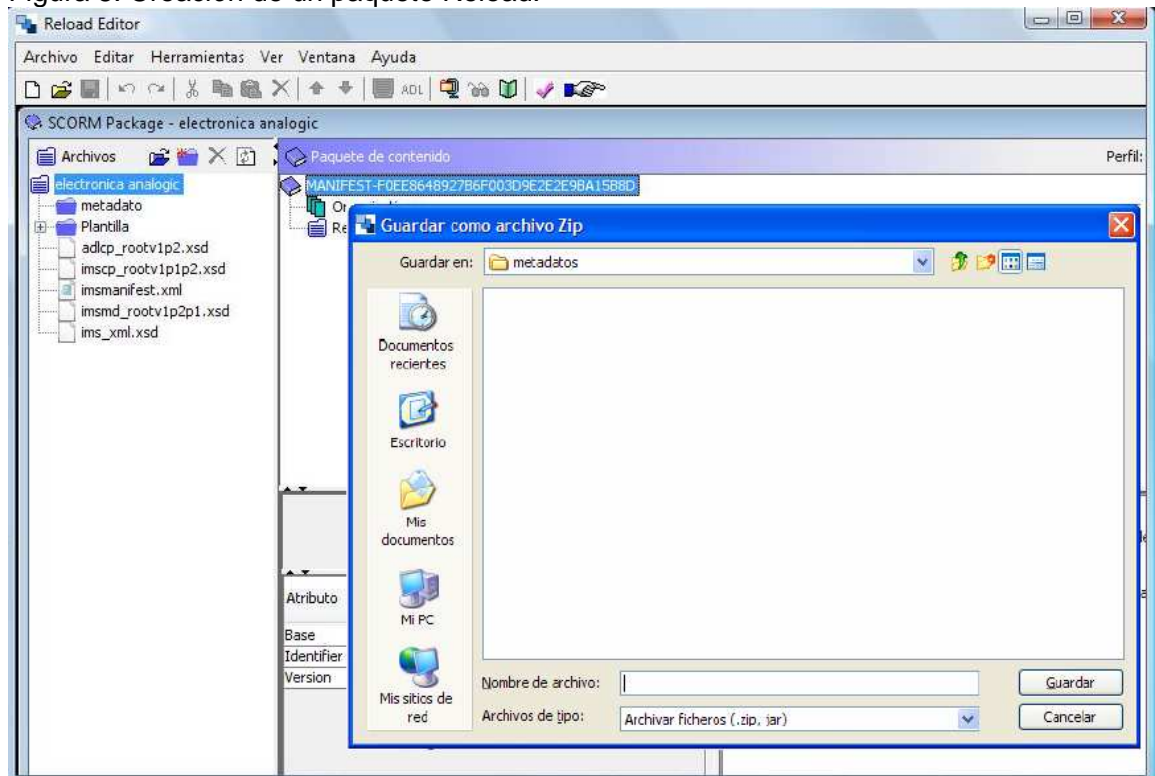 Reload Editor
Archivo Editar Herramientas Ver Ventana Ayuda
ADL
SCORM Package - electronica analogic
Archivos
Paquete de contenido
Perfil:
electronica analogic
metadato
Plantilla
adlcp_rootv1p2.xsd
imscp_rootv1p1p2.xsd
imsmanifest.xml
imsmd_rootv1p2p1.xsd
ims_xml.xsd
MANIFEST-F0EE8648927B6F003D9E2E2E9BA15B8D
Guardar como archivo Zip
Guardar en:
metadatos
Documentos
recientes
Escritorio
Mis
documentos
Mi PC
Mis sitios de
red
Nombre de archivo:
Guardar
Archivos de tipo:
Archivar ficheros (.zip, jar)
Cancelar
Atributo
Base
Identifier
Version